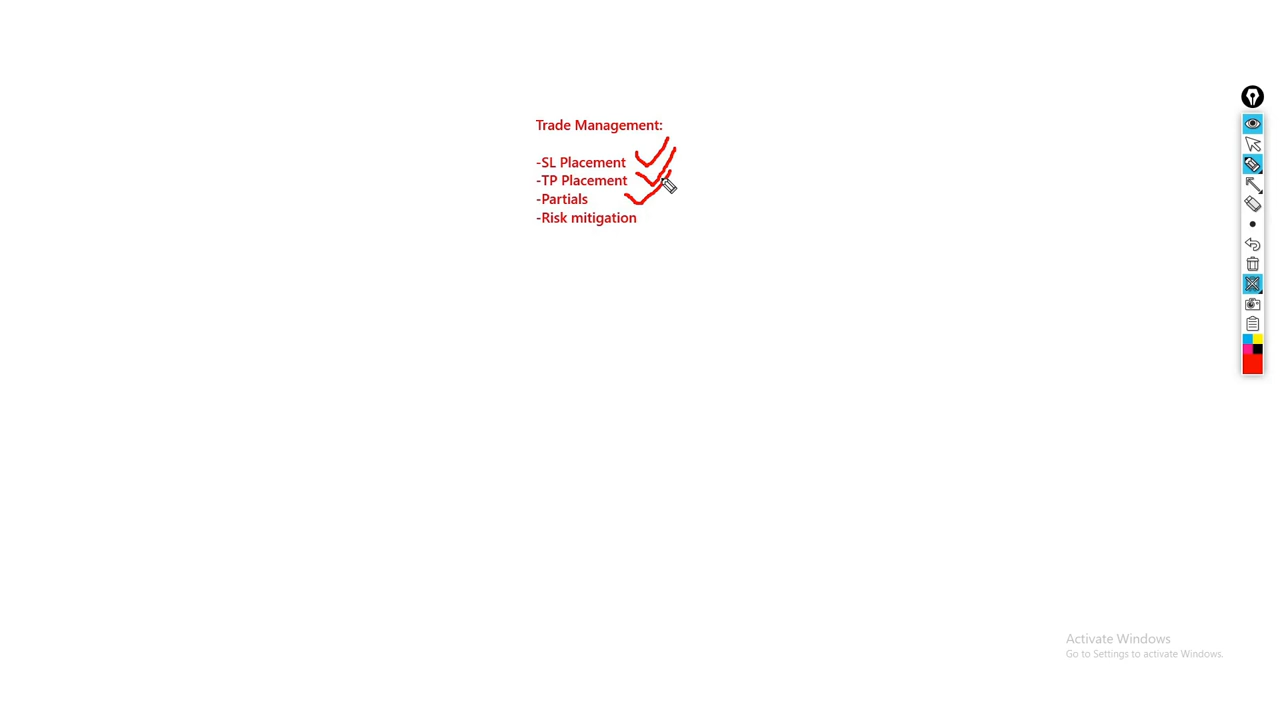 Trade Management:
-SL Placement
-TP Placement
-Partials
-Risk mitigation
Activate Windows
Go to Settings to activate Windows.